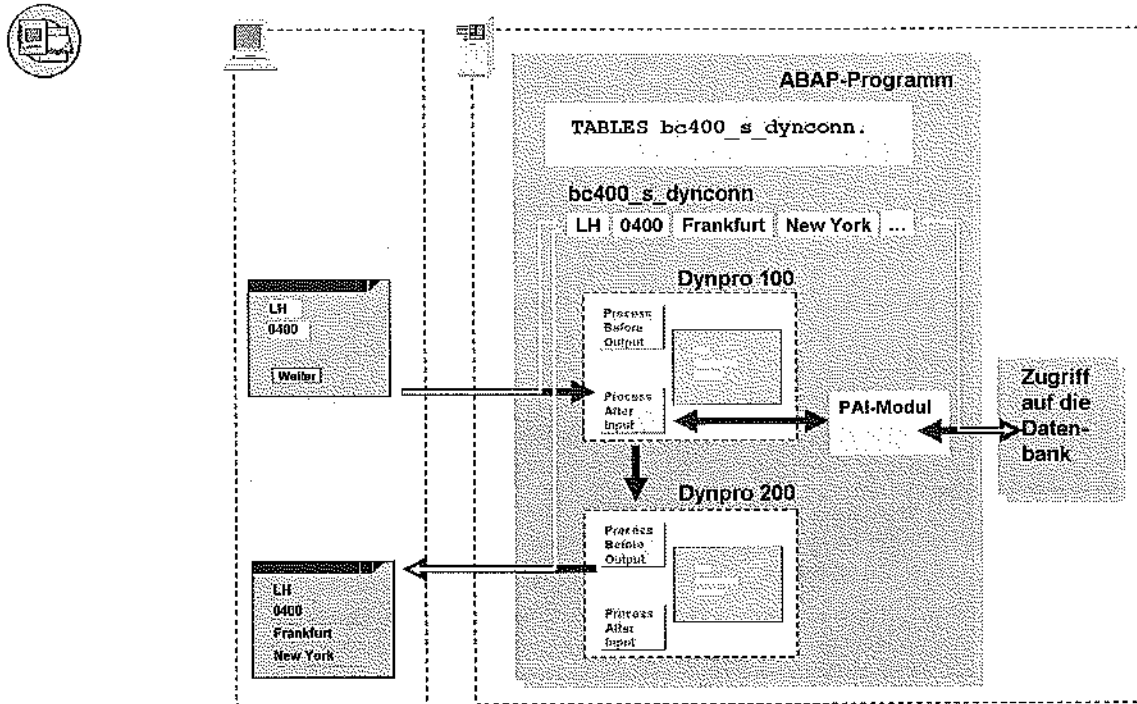 ABAP-Programm
TABLES bc400_s_dynconn.
bc400_s_dynconn
LH 0400 Frankfurt New York ...
Dynpro 100
Process
Before
Output
LH
0400
Weiter
Process
After
Input
PAI-Modul
Zugriff
auf die
Daten-
bank
Dynpro 200
Process
Before
Output
LH
0400
Frankfurt
New York
Process
After
Input